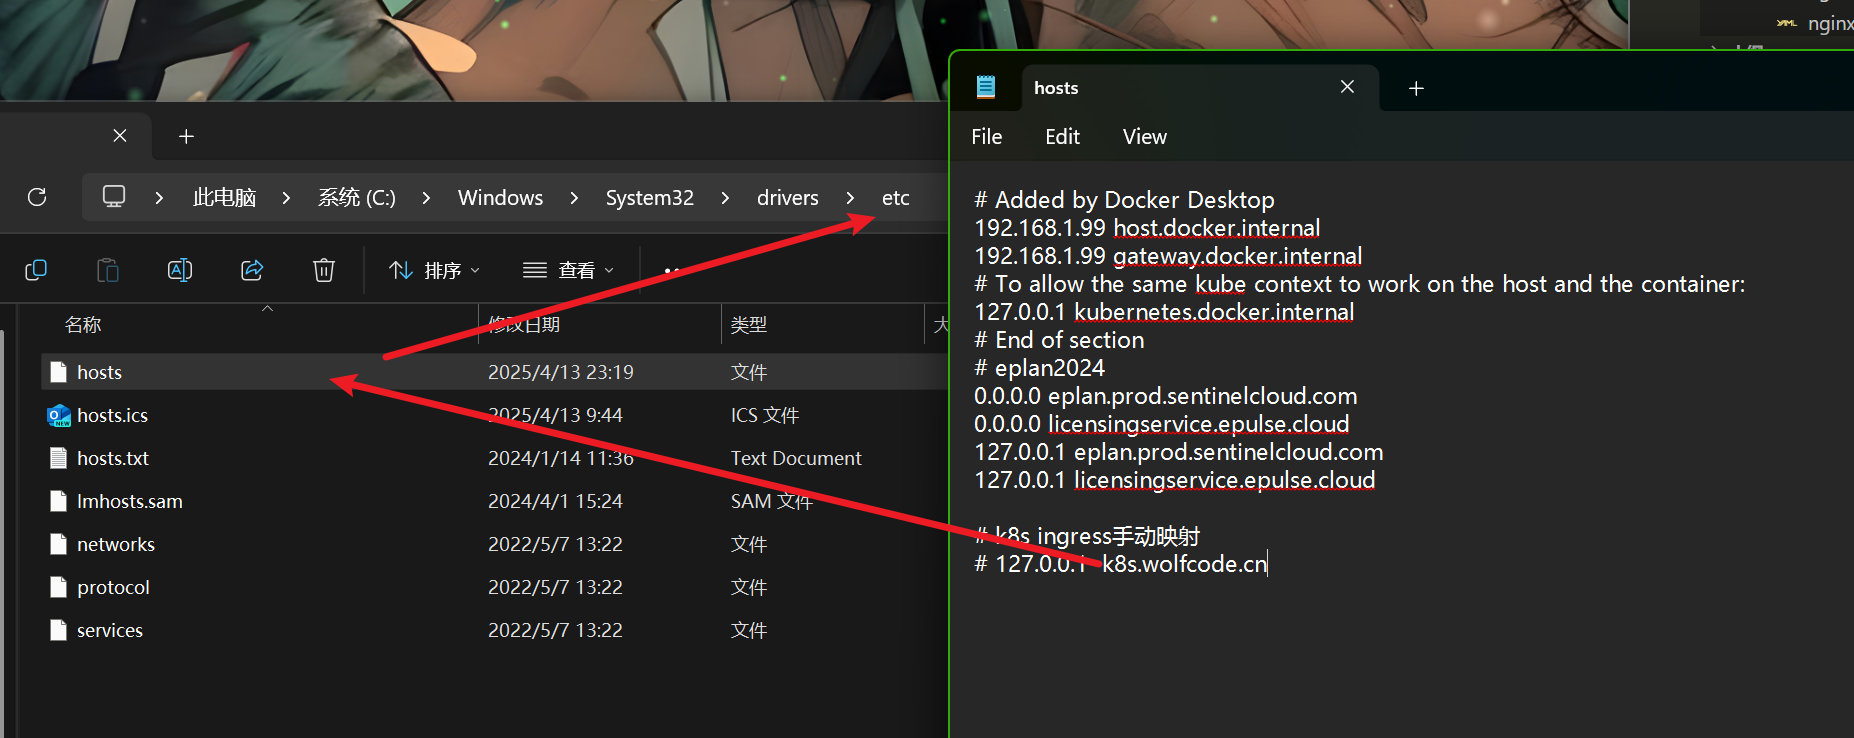 nginx
hosts
File Edit View
此电脑 系统 (C:) Windows System32 drivers etc
排序 查看
名称 修改日期 类型 大
hosts 2025/4/13 23:19 文件
hosts.ics 2025/4/13 9:44 ICS 文件
hosts.txt 2024/1/14 11:36 Text Document
lmhosts.sam 2024/4/1 15:24 SAM 文件
networks 2022/5/7 13:22 文件
protocol 2022/5/7 13:22 文件
services 2022/5/7 13:22 文件
# Added by Docker Desktop
192.168.1.99 host.docker.internal
192.168.1.99 gateway.docker.internal
# To allow the same kube context to work on the host and the container:
127.0.0.1 kubernetes.docker.internal
# End of section
# eplan2024
0.0.0.0 eplan.prod.sentinelcloud.com
0.0.0.0 licensingservice.epulse.cloud
127.0.0.1 eplan.prod.sentinelcloud.com
127.0.0.1 licensingservice.epulse.cloud
# k8s ingress手动映射
# 127.0.0.1 k8s.wolfcode.cn